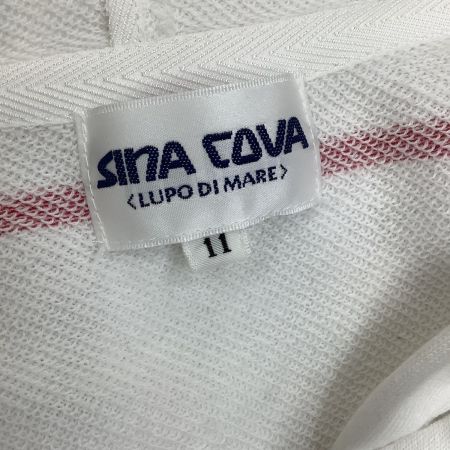 SINA COVA
<LUPO DI MARE>
11